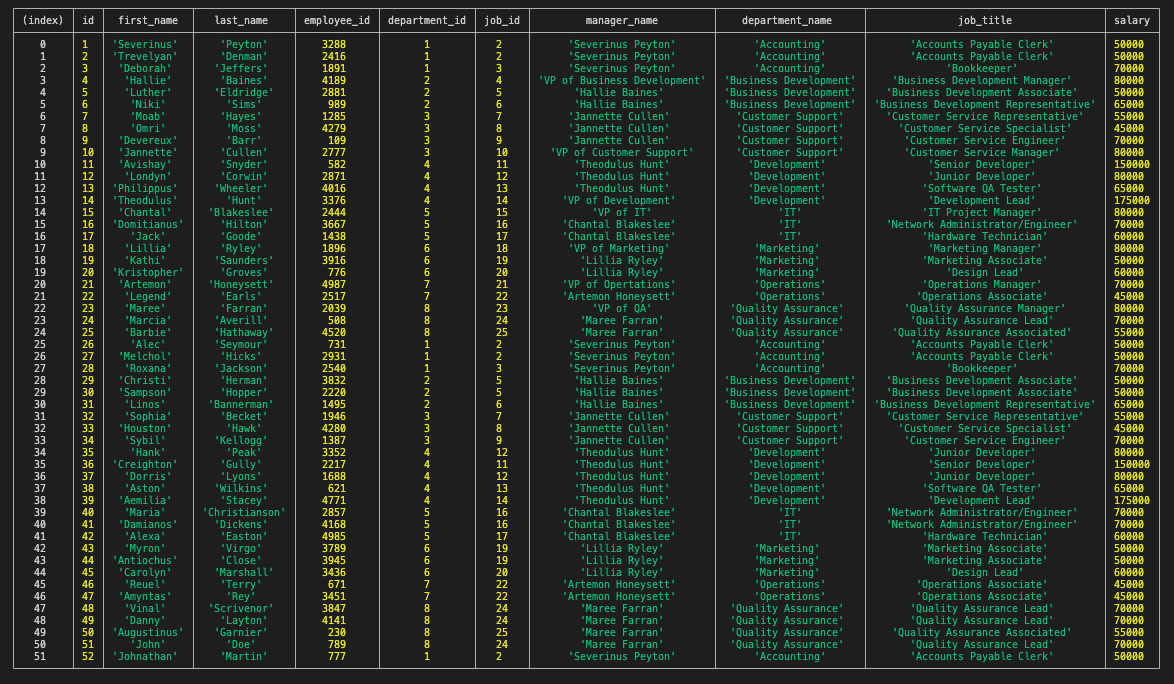 (index) id first_name last_name employee_id department_id job_id manager_name department_name job_title salary
0 1 'Severinus' 'Peyton' 3288 1 2 'Severinus Peyton' 'Accounting' 'Accounts Payable Clerk' 50000
1 2 'Trevelyan' 'Denman' 2416 1 2 'Severinus Peyton' 'Accounting' 'Accounts Payable Clerk' 50000
2 3 'Deborah' 'Jeffers' 1891 1 3 'Severinus Peyton' 'Accounting' 'Bookkeeper' 70000
3 4 'Hallie' 'Baines' 4189 2 4 'VP of Business Development' 'Business Development' 'Business Development Manager' 80000
4 5 'Luther' 'Eldridge' 2881 2 5 'Hallie Baines' 'Business Development' 'Business Development Associate' 50000
5 6 'Niki' 'Sims' 989 2 6 'Hallie Baines' 'Business Development' 'Business Development Representative' 65000
6 7 'Moab' 'Hayes' 1285 3 7 'Jannette Cullen' 'Customer Support' 'Customer Service Representative' 55000
7 8 'Omri' 'Moss' 4279 3 8 'Jannette Cullen' 'Customer Support' 'Customer Service Specialist' 45000
8 9 'Devereux' 'Barr' 109 3 9 'Jannette Cullen' 'Customer Support' 'Customer Service Engineer' 70000
9 10 'Jannette' 'Cullen' 2777 3 10 'VP of Customer Support' 'Customer Support' 'Customer Service Manager' 80000
10 11 'Avishay' 'Snyder' 582 4 11 'Theodulus Hunt' 'Development' 'Senior Developer' 150000
11 12 'Londyn' 'Corwin' 2871 4 12 'Theodulus Hunt' 'Development' 'Junior Developer' 80000
12 13 'Philippus' 'Wheeler' 4016 4 13 'Theodulus Hunt' 'Development' 'Software QA Tester' 65000
13 14 'Theodulus' 'Hunt' 3376 4 14 'VP of Development' 'Development' 'Development Lead' 175000
14 15 'Chantal' 'Blakeslee' 2444 5 15 'VP of IT' 'IT' 'IT Project Manager' 80000
15 16 'Domitianus' 'Hilton' 3667 5 16 'Chantal Blakeslee' 'IT' 'Network Administrator/Engineer' 70000
16 17 'Jack' 'Goode' 1438 5 17 'Chantal Blakeslee' 'IT' 'Hardware Technician' 60000
17 18 'Lillia' 'Ryley' 1896 6 18 'VP of Marketing' 'Marketing' 'Marketing Manager' 80000
18 19 'Kathi' 'Saunders' 3916 6 19 'Lillia Ryley' 'Marketing' 'Marketing Associate' 50000
19 20 'Kristopher' 'Groves' 776 6 20 'Lillia Ryley' 'Marketing' 'Design Lead' 60000
20 21 'Artemon' 'Honeysett' 4987 7 21 'VP of Opertations' 'Operations' 'Operations Manager' 70000
21 22 'Legend' 'Earls' 2517 7 22 'Artemon Honeysett' 'Operations' 'Operations Associate' 45000
22 23 'Maree' 'Farran' 2039 8 23 'VP of QA' 'Quality Assurance' 'Quality Assurance Manager' 80000
23 24 'Marcia' 'Averill' 508 8 24 'Maree Farran' 'Quality Assurance' 'Quality Assurance Lead' 70000
24 25 'Barbie' 'Hathaway' 4520 8 25 'Maree Farran' 'Quality Assurance' 'Quality Assurance Associated' 55000
25 26 'Alec' 'Seymour' 731 1 2 'Severinus Peyton' 'Accounting' 'Accounts Payable Clerk' 50000
26 27 'Melchol' 'Hicks' 2931 1 2 'Severinus Peyton' 'Accounting' 'Accounts Payable Clerk' 50000
27 28 'Roxana' 'Jackson' 2540 1 3 'Severinus Peyton' 'Accounting' 'Bookkeeper' 70000
28 29 'Christi' 'Herman' 3832 2 5 'Hallie Baines' 'Business Development' 'Business Development Associate' 50000
29 30 'Sampson' 'Hopper' 2220 2 5 'Hallie Baines' 'Business Development' 'Business Development Associate' 50000
30 31 'Linos' 'Bannerman' 1495 2 6 'Hallie Baines' 'Business Development' 'Business Development Representative' 65000
31 32 'Sophia' 'Becket' 1946 3 7 'Jannette Cullen' 'Customer Support' 'Customer Service Representative' 55000
32 33 'Houston' 'Hawk' 4280 3 8 'Jannette Cullen' 'Customer Support' 'Customer Service Specialist' 45000
33 34 'Sybil' 'Kellogg' 1387 3 9 'Jannette Cullen' 'Customer Support' 'Customer Service Engineer' 70000
34 35 'Hank' 'Peak' 3352 4 12 'Theodulus Hunt' 'Development' 'Junior Developer' 80000
35 36 'Creighton' 'Gully' 2217 4 11 'Theodulus Hunt' 'Development' 'Senior Developer' 150000
36 37 'Dorris' 'Lyons' 1688 4 12 'Theodulus Hunt' 'Development' 'Junior Developer' 80000
37 38 'Aston' 'Wilkins' 621 4 13 'Theodulus Hunt' 'Development' 'Software QA Tester' 65000
38 39 'Aemilia' 'Stacey' 4771 4 14 'Theodulus Hunt' 'Development' 'Development Lead' 175000
39 40 'Maria' 'Christianson' 2857 5 16 'Chantal Blakeslee' 'IT' 'Network Administrator/Engineer' 70000
40 41 'Damianos' 'Dickens' 4168 5 16 'Chantal Blakeslee' 'IT' 'Network Administrator/Engineer' 70000
41 42 'Alexa' 'Easton' 4985 5 17 'Chantal Blakeslee' 'IT' 'Hardware Technician' 60000
42 43 'Myron' 'Virgo' 3789 6 19 'Lillia Ryley' 'Marketing' 'Marketing Associate' 50000
43 44 'Antiochus' 'Close' 3945 6 19 'Lillia Ryley' 'Marketing' 'Marketing Associate' 50000
44 45 'Carolyn' 'Marshall' 3436 6 20 'Lillia Ryley' 'Marketing' 'Design Lead' 60000
45 46 'Reuel' 'Terry' 671 7 22 'Artemon Honeysett' 'Operations' 'Operations Associate' 45000
46 47 'Amyntas' 'Rey' 3451 7 22 'Artemon Honeysett' 'Operations' 'Operations Associate' 45000
47 48 'Vinal' 'Scrivenor' 3847 8 24 'Maree Farran' 'Quality Assurance' 'Quality Assurance Lead' 70000
48 49 'Danny' 'Layton' 4141 8 24 'Maree Farran' 'Quality Assurance' 'Quality Assurance Lead' 70000
49 50 'Augustinus' 'Garnier' 230 8 25 'Maree Farran' 'Quality Assurance' 'Quality Assurance Associated' 55000
50 51 'John' 'Doe' 789 8 24 'Maree Farran' 'Quality Assurance' 'Quality Assurance Lead' 70000
51 52 'Johnathan' 'Martin' 777 1 2 'Severinus Peyton' 'Accounting' 'Accounts Payable Clerk' 50000